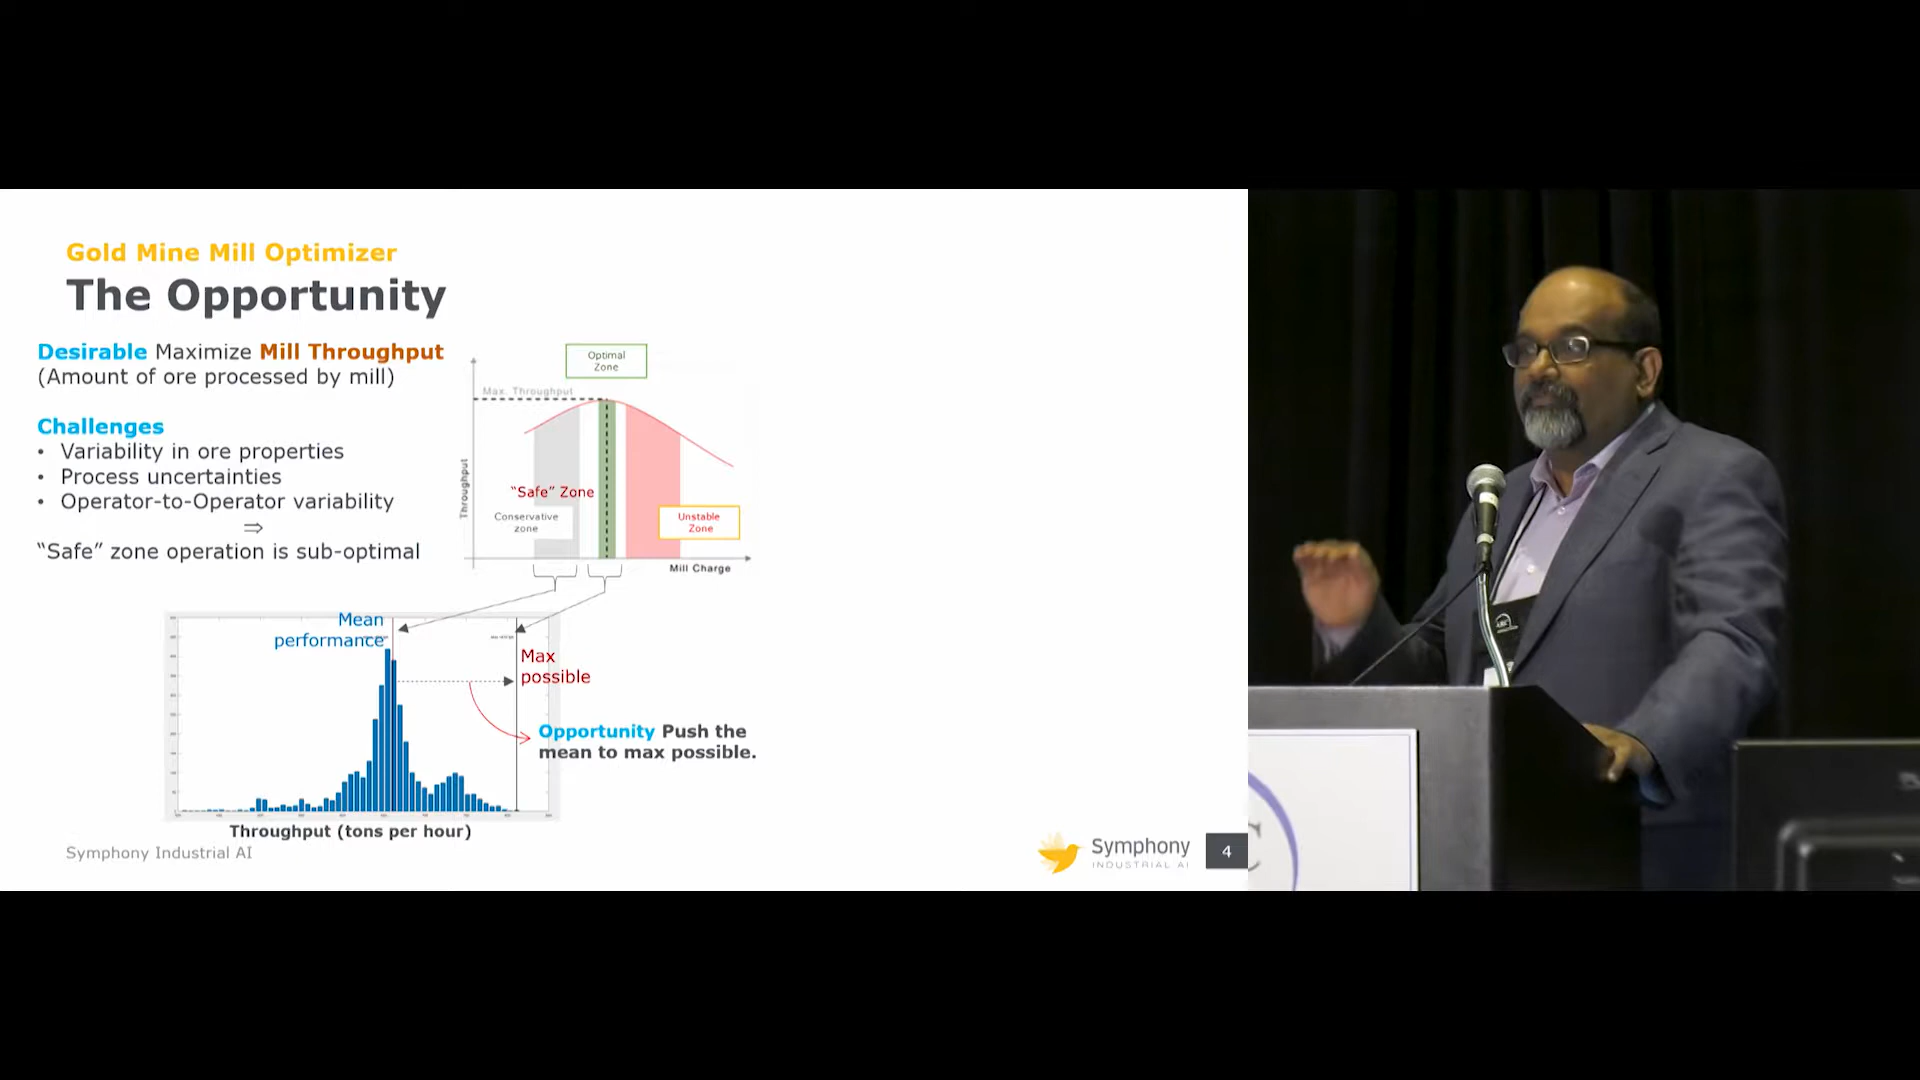 Gold Mine Mill Optimizer
The Opportunity
Desirable Maximize Mill Throughput
(Amount of ore processed by mill)
Challenges
• Variability in ore properties
• Process uncertainties
• Operator-to-Operator variability
⇒
“Safe” zone operation is sub-optimal
Optimal
Zone
Max. Throughput
Throughput
“Safe” Zone
Conservative
zone
Unstable
Zone
Mill Charge
Mean
performance
Max
possible
Opportunity Push the
mean to max possible.
Throughput (tons per hour)
Symphony Industrial AI
Symphony
INDUSTRIAL AI
4